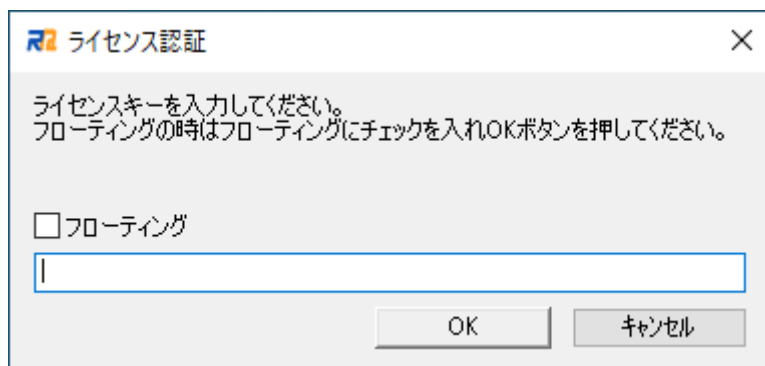 ライセンス認証
ライセンスキーを入力してください。
フローティングの時はフローティングにチェックを入れOKボタンを押してください。
フローティング
OK
キャンセル